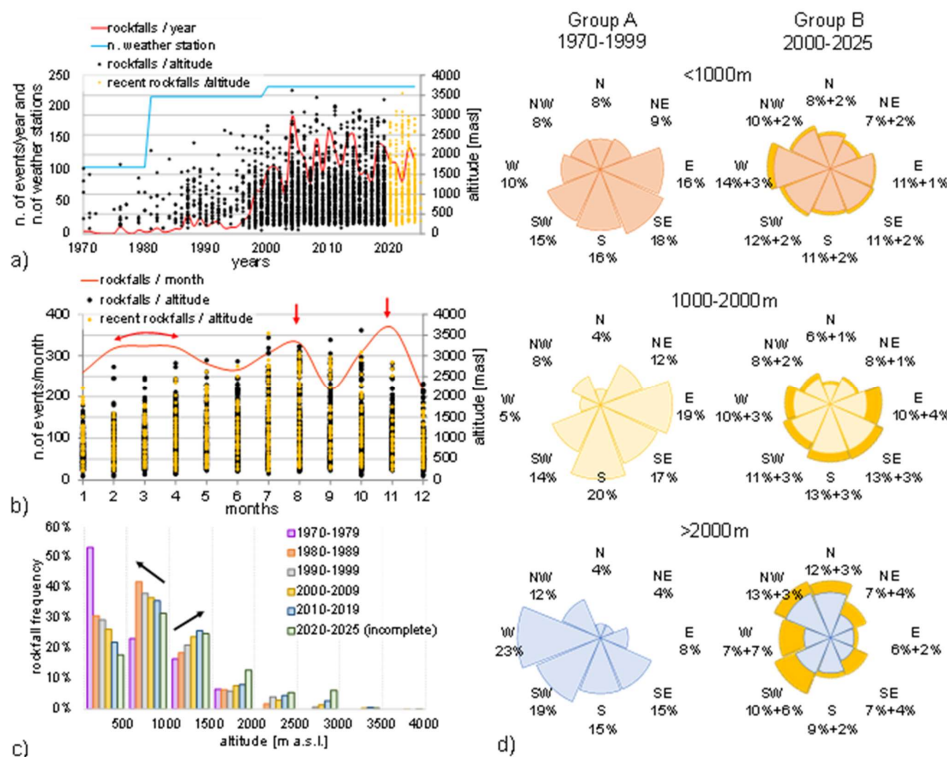 a)
rockfalls / year
n. weather station
rockfalls / altitude
recent rockfalls /altitude
n. of events/year and
n.of weather stations
250
200
150
100
50
0
4000
3500
3000
2500
2000
1500
1000
500
0
altitude [masl]
1970 1980 1990 2000 2010 2020
years
b)
rockfalls / month
rockfalls / altitude
recent rockfalls / altitude
n.of events/month
400
300
200
100
0
4000
3500
3000
2500
2000
1500
1000
500
0
altitude [masl]
1 2 3 4 5 6 7 8 9 10 11 12
months
c)
rockfall frequency
60%
50%
40%
30%
20%
10%
0%
1970-1979
1980-1989
1990-1999
2000-2009
2010-2019
2020-2025 (incomplete)
500 1000 1500 2000 2500 3000 3500 4000
altitude [m a.s.l.]
d)
Group A
1970-1999
Group B
2000-2025
<1000m
N
8%
NE
9%
E
16%
SE
18%
S
16%
SW
15%
W
10%
NW
8%
N
8%+2%
NE
7%+2%
E
11%+1%
SE
11%+2%
S
11%+2%
SW
12%+2%
W
14%+3%
NW
10%+2%
1000-2000m
N
4%
NE
12%
E
19%
SE
17%
S
20%
SW
14%
W
5%
NW
8%
N
6%+1%
NE
8%+1%
E
10%+4%
SE
13%+3%
S
13%+3%
SW
11%+3%
W
10%+3%
NW
8%+2%
>2000m
N
4%
NE
4%
E
8%
SE
15%
S
15%
SW
19%
W
23%
NW
12%
N
12%+3%
NE
7%+4%
E
6%+2%
SE
7%+4%
S
9%+2%
SW
10%+6%
W
7%+7%
NW
13%+3%